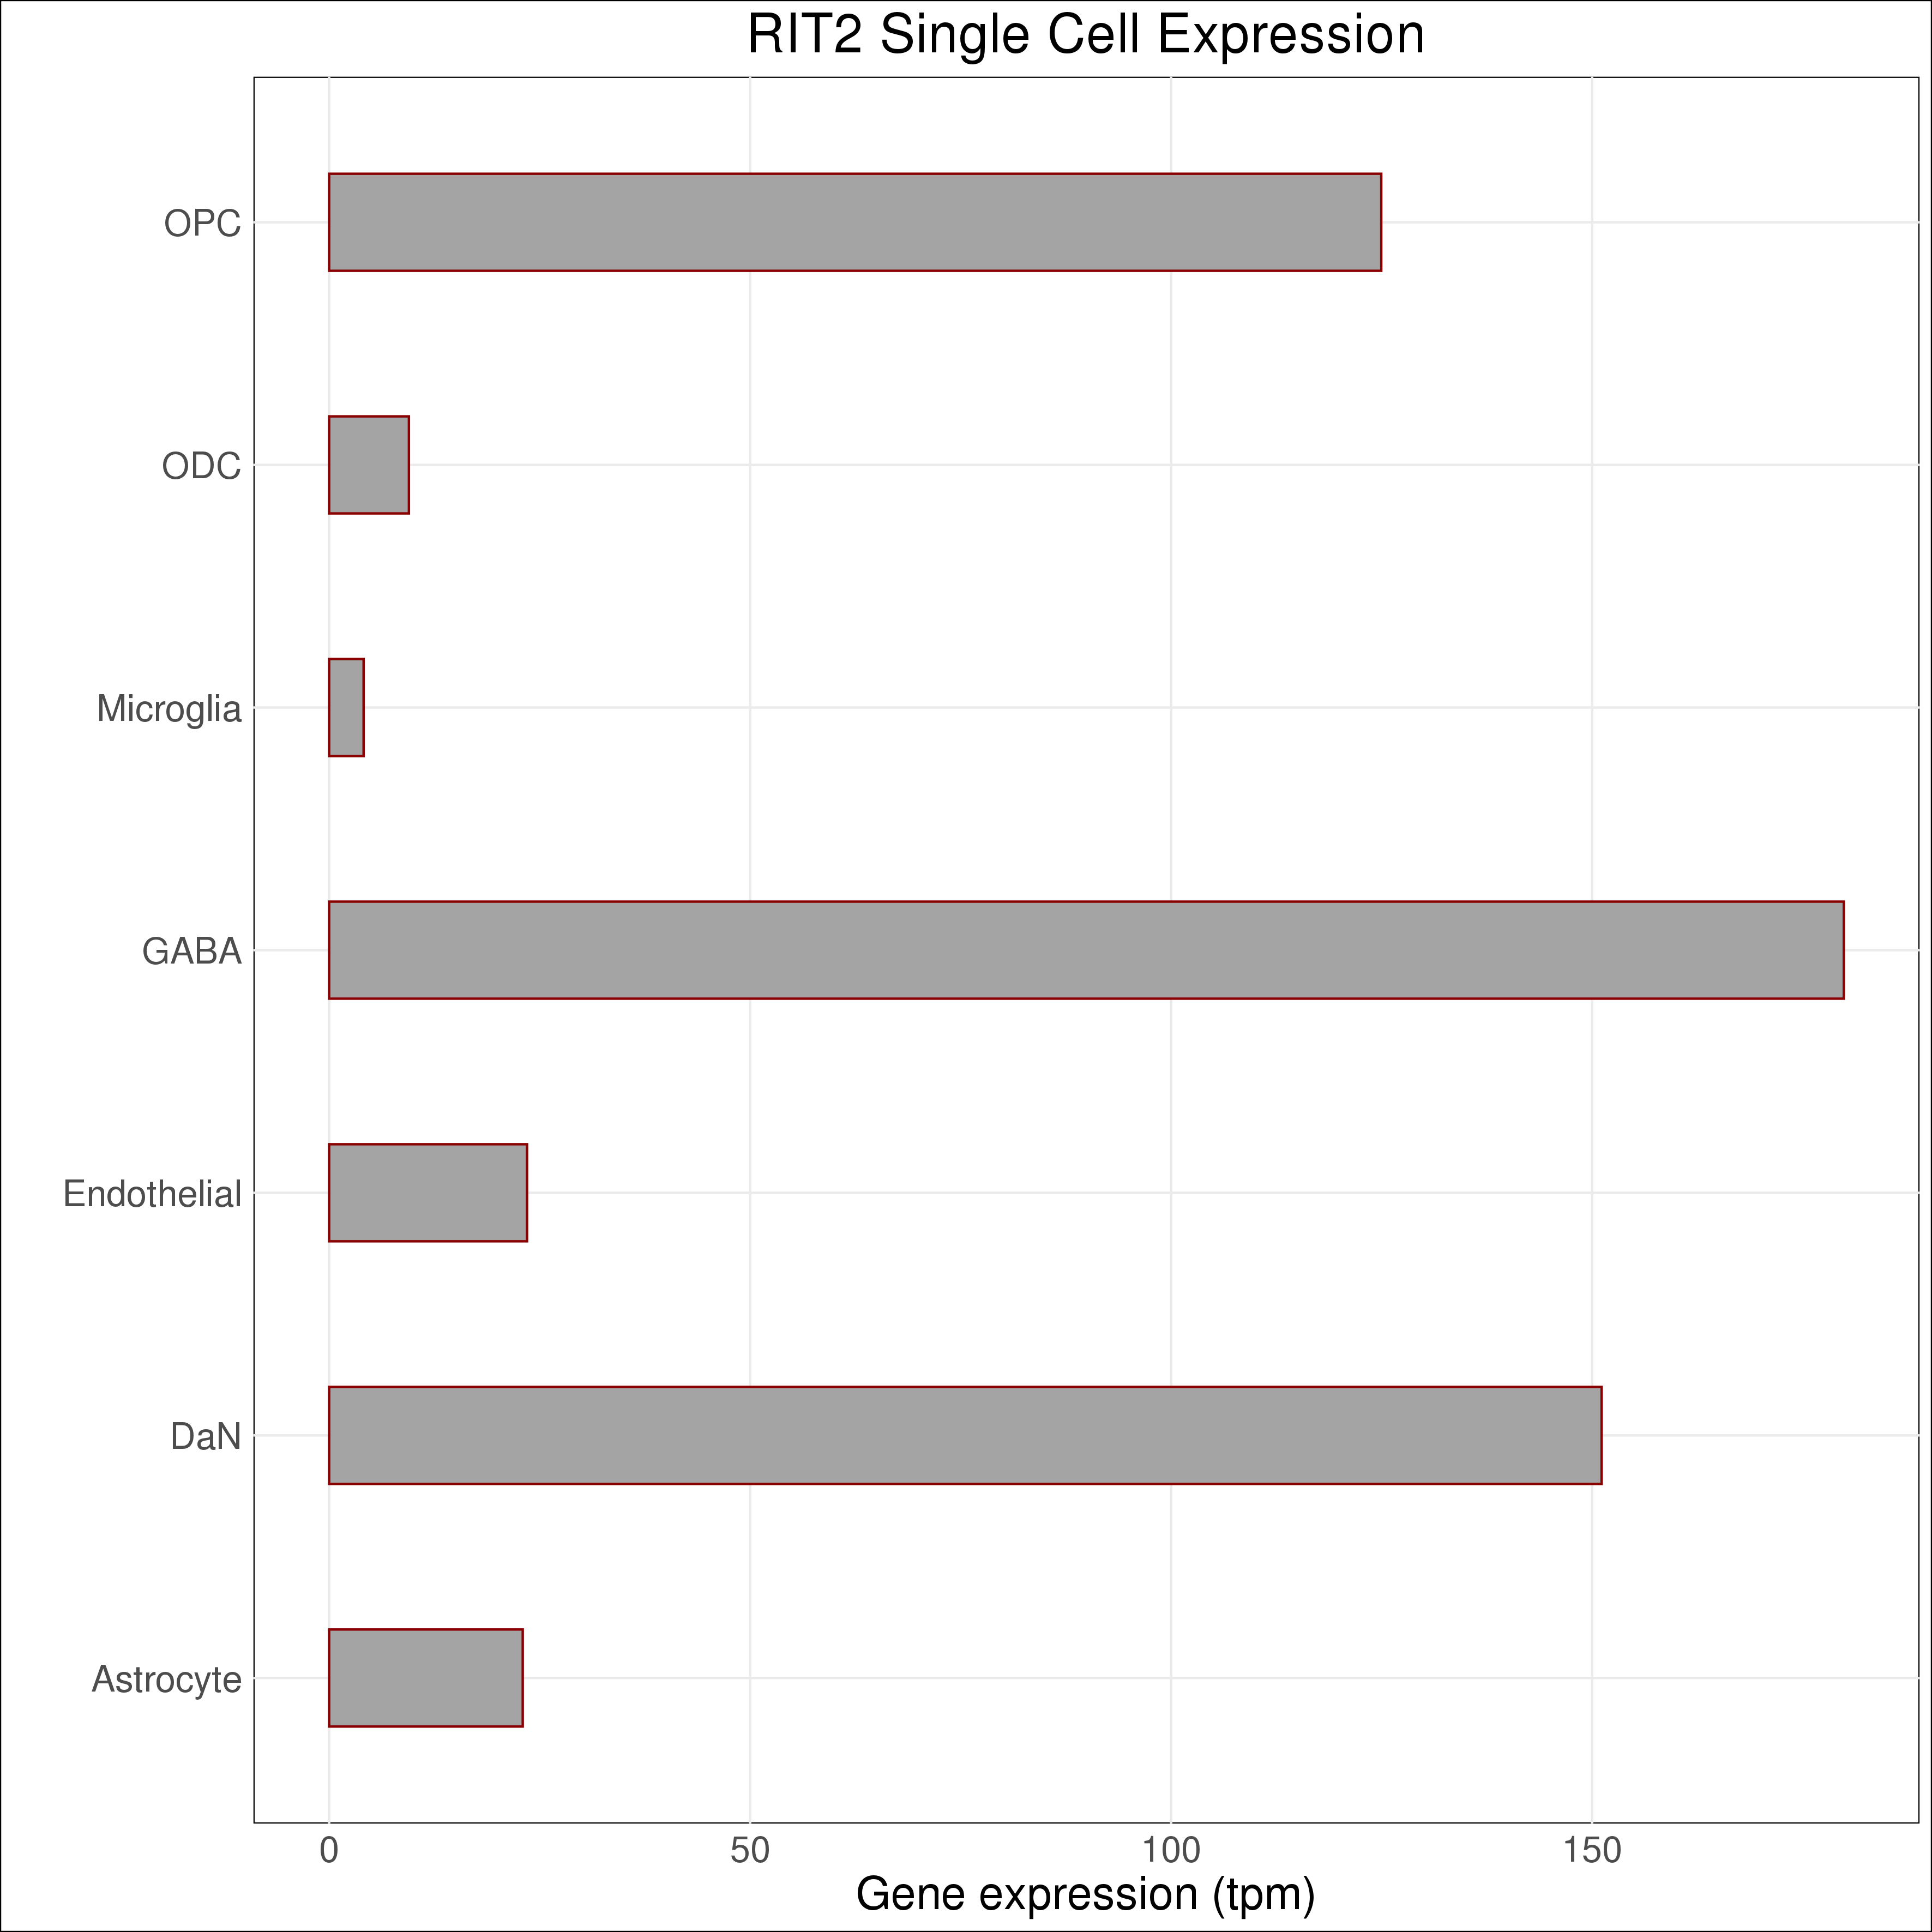 RIT2 Single Cell Expression
OPC
ODC
Microglia
GABA
Endothelial
DaN
Astrocyte
0 50 100 150
Gene expression (tpm)